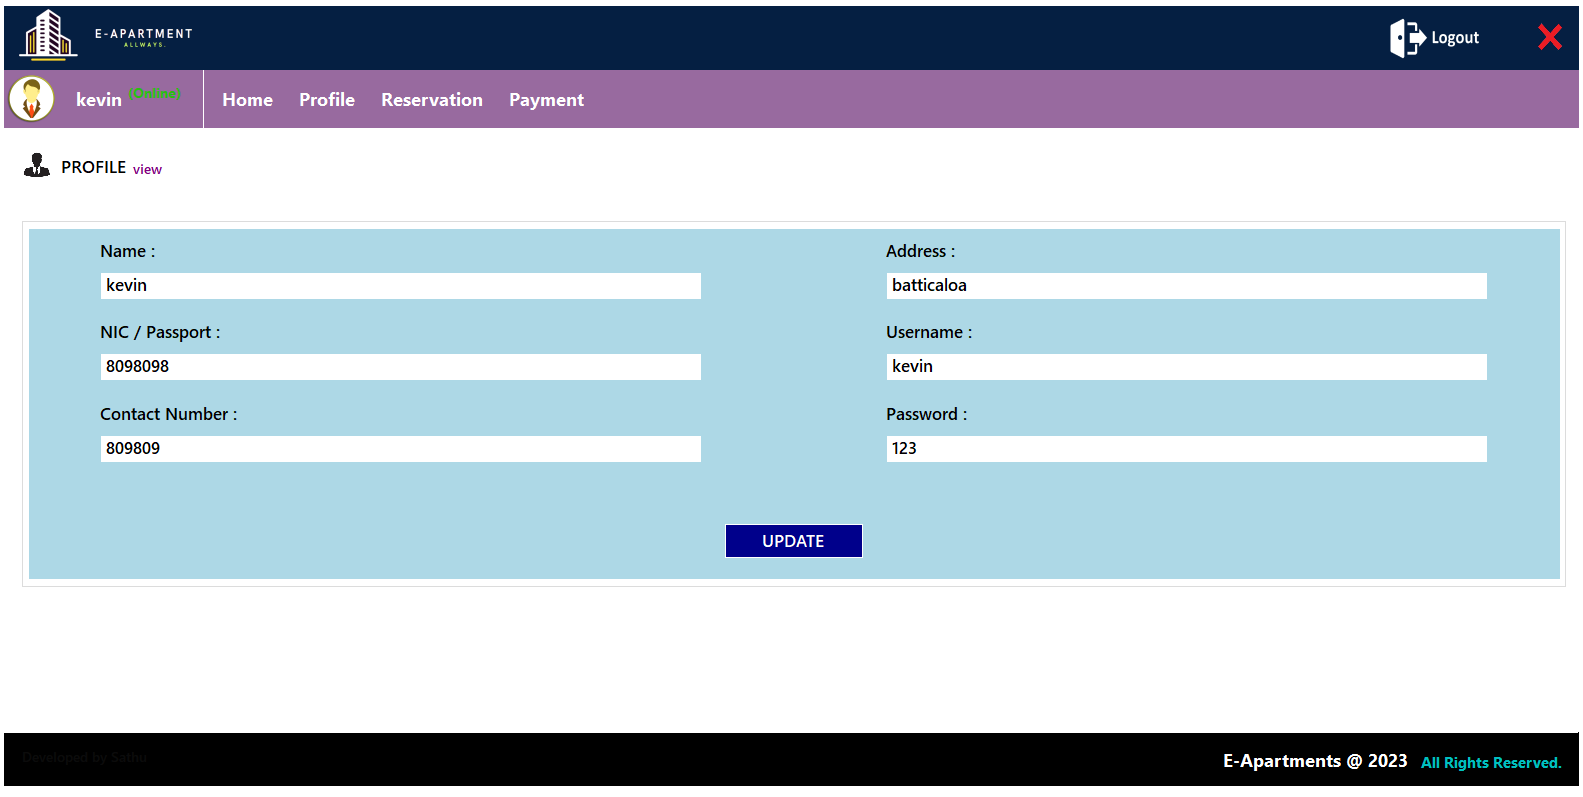 E-APARTMENT
ALLWAYS.
Logout
kevin (Online)
Home Profile Reservation Payment
PROFILE view
Name :
kevin
Address :
batticaloa
NIC / Passport :
8098098
Username :
kevin
Contact Number :
809809
Password :
123
UPDATE
Developed by Sathu
E-Apartments @ 2023 All Rights Reserved.